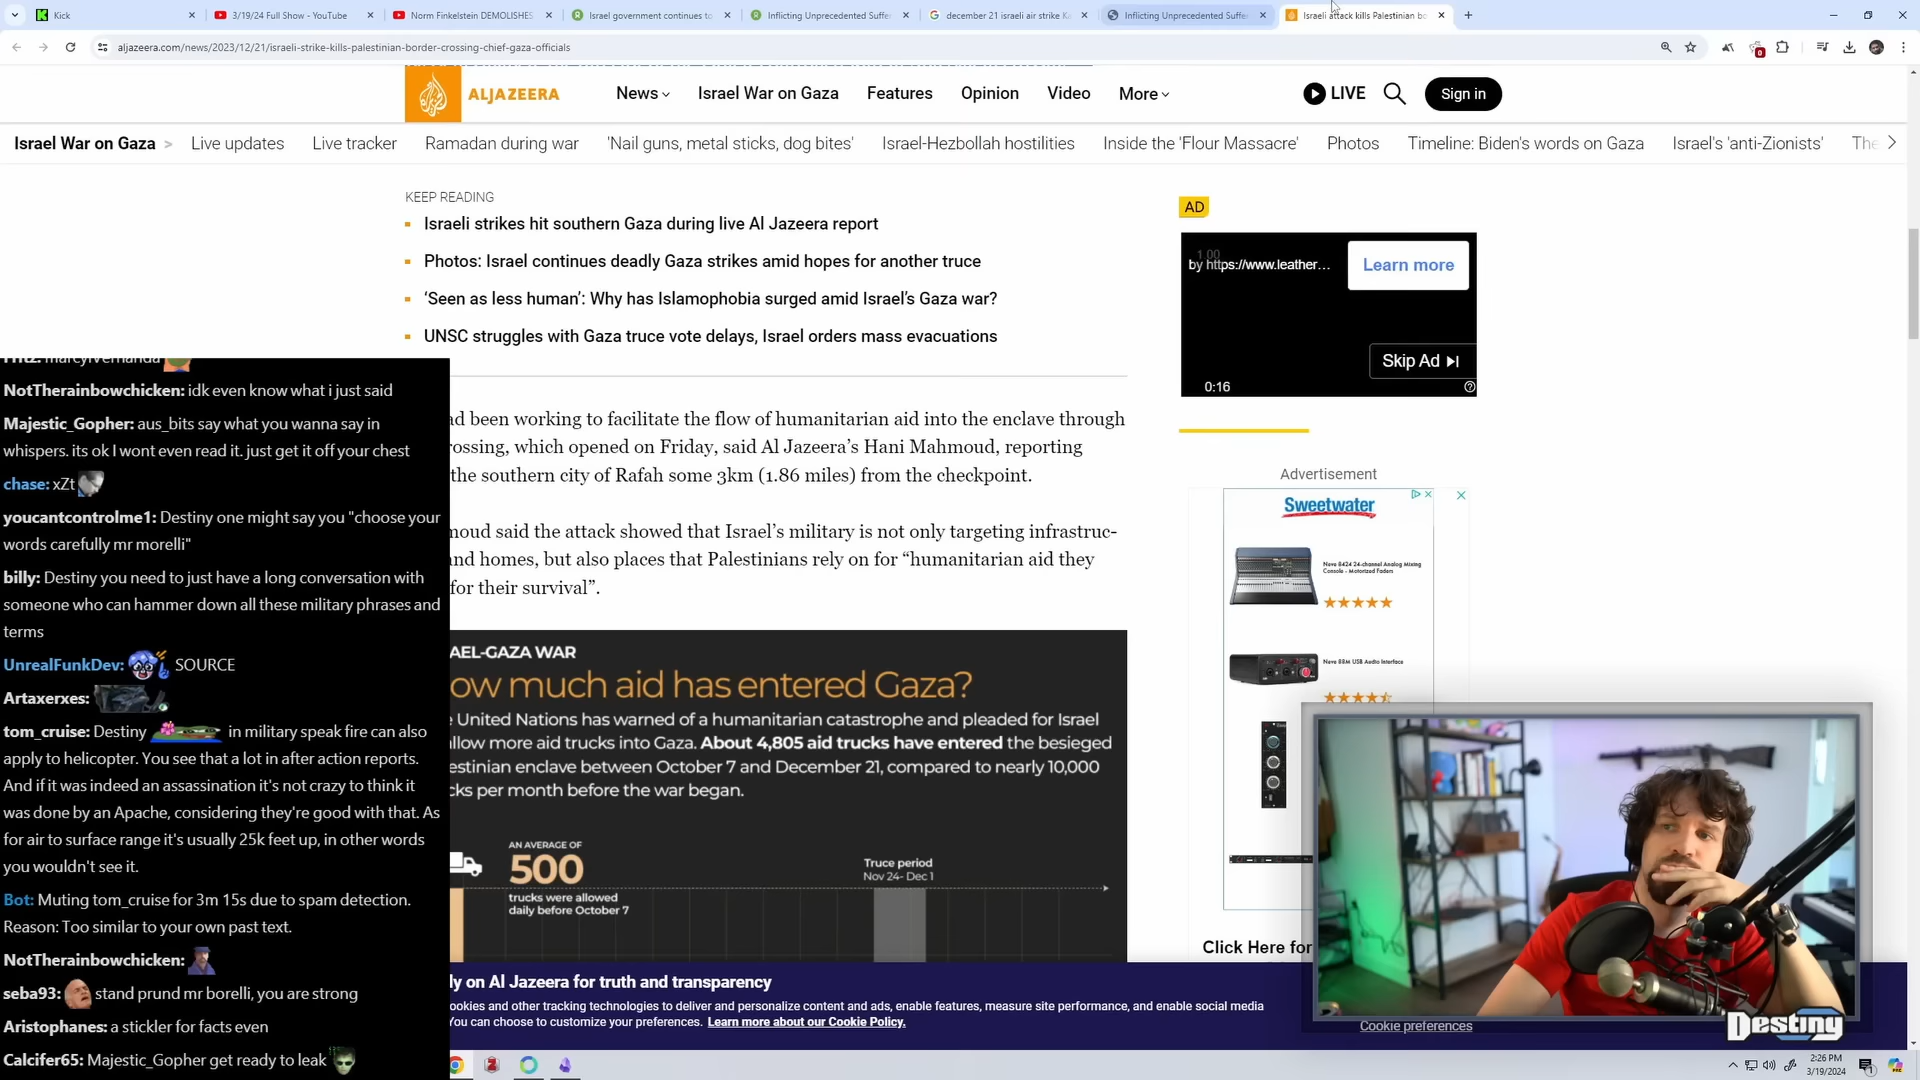 Kick
3/19/24 Full Show - YouTube
Norm Finkelstein DEMOLISHES
Israel government continues to
Inflicting Unprecedented Suffer
december 21 israeli air strike Ka
Inflicting Unprecedented Suffer
Israeli attack kills Palestinian bo
aljazeera.com/news/2023/12/21/israeli-strike-kills-palestinian-border-crossing-chief-gaza-officials
ALJAZEERA
News
Israel War on Gaza
Features
Opinion
Video
More
LIVE
Sign in
Israel War on Gaza >
Live updates
Live tracker
Ramadan during war
'Nail guns, metal sticks, dog bites'
Israel-Hezbollah hostilities
Inside the 'Flour Massacre'
Photos
Timeline: Biden's words on Gaza
Israel's 'anti-Zionists'
The
KEEP READING
Israeli strikes hit southern Gaza during live Al Jazeera report
Photos: Israel continues deadly Gaza strikes amid hopes for another truce
‘Seen as less human’: Why has Islamophobia surged amid Israel’s Gaza war?
UNSC struggles with Gaza truce vote delays, Israel orders mass evacuations
AD
1.00
by https://www.leather…
Learn more
Skip Ad
0:16
ad been working to facilitate the flow of humanitarian aid into the enclave through
rossing, which opened on Friday, said Al Jazeera’s Hani Mahmoud, reporting
the southern city of Rafah some 3km (1.86 miles) from the checkpoint.
moud said the attack showed that Israel’s military is not only targeting infrastruc-
and homes, but also places that Palestinians rely on for “humanitarian aid they
for their survival”.
AEL-GAZA WAR
ow much aid has entered Gaza?
e United Nations has warned of a humanitarian catastrophe and pleaded for Israel
llow more aid trucks into Gaza. About 4,805 aid trucks have entered the besieged
estinian enclave between October 7 and December 21, compared to nearly 10,000
cks per month before the war began.
AN AVERAGE OF
500
trucks were allowed
daily before October 7
Truce period
Nov 24- Dec 1
Advertisement
Sweetwater
Neve 8424 24-channel Analog Mixing
Console - Motorized Faders
Neve 88M USB Audio Interface
Click Here for
ly on Al Jazeera for truth and transparency
ookies and other tracking technologies to deliver and personalize content and ads, enable features, measure site performance, and enable social media
You can choose to customize your preferences. Learn more about our Cookie Policy.
Cookie preferences
NotTherainbowchicken: idk even know what i just said
Majestic_Gopher: aus_bits say what you wanna say in
whispers. its ok I wont even read it. just get it off your chest
chase: xZt
youcantcontrolme1: Destiny one might say you "choose your
words carefully mr morelli"
billy: Destiny you need to just have a long conversation with
someone who can hammer down all these military phrases and
terms
UnrealFunkDev: SOURCE
Artaxerxes:
tom_cruise: Destiny in military speak fire can also
apply to helicopter. You see that a lot in after action reports.
And if it was indeed an assassination it's not crazy to think it
was done by an Apache, considering they're good with that. As
for air to surface range it's usually 25k feet up, in other words
you wouldn't see it.
Bot: Muting tom_cruise for 3m 15s due to spam detection.
Reason: Too similar to your own past text.
NotTherainbowchicken:
seba93: stand prund mr borelli, you are strong
Aristophanes: a stickler for facts even
Calcifer65: Majestic_Gopher get ready to leak
Destiny
2:26 PM
3/19/2024